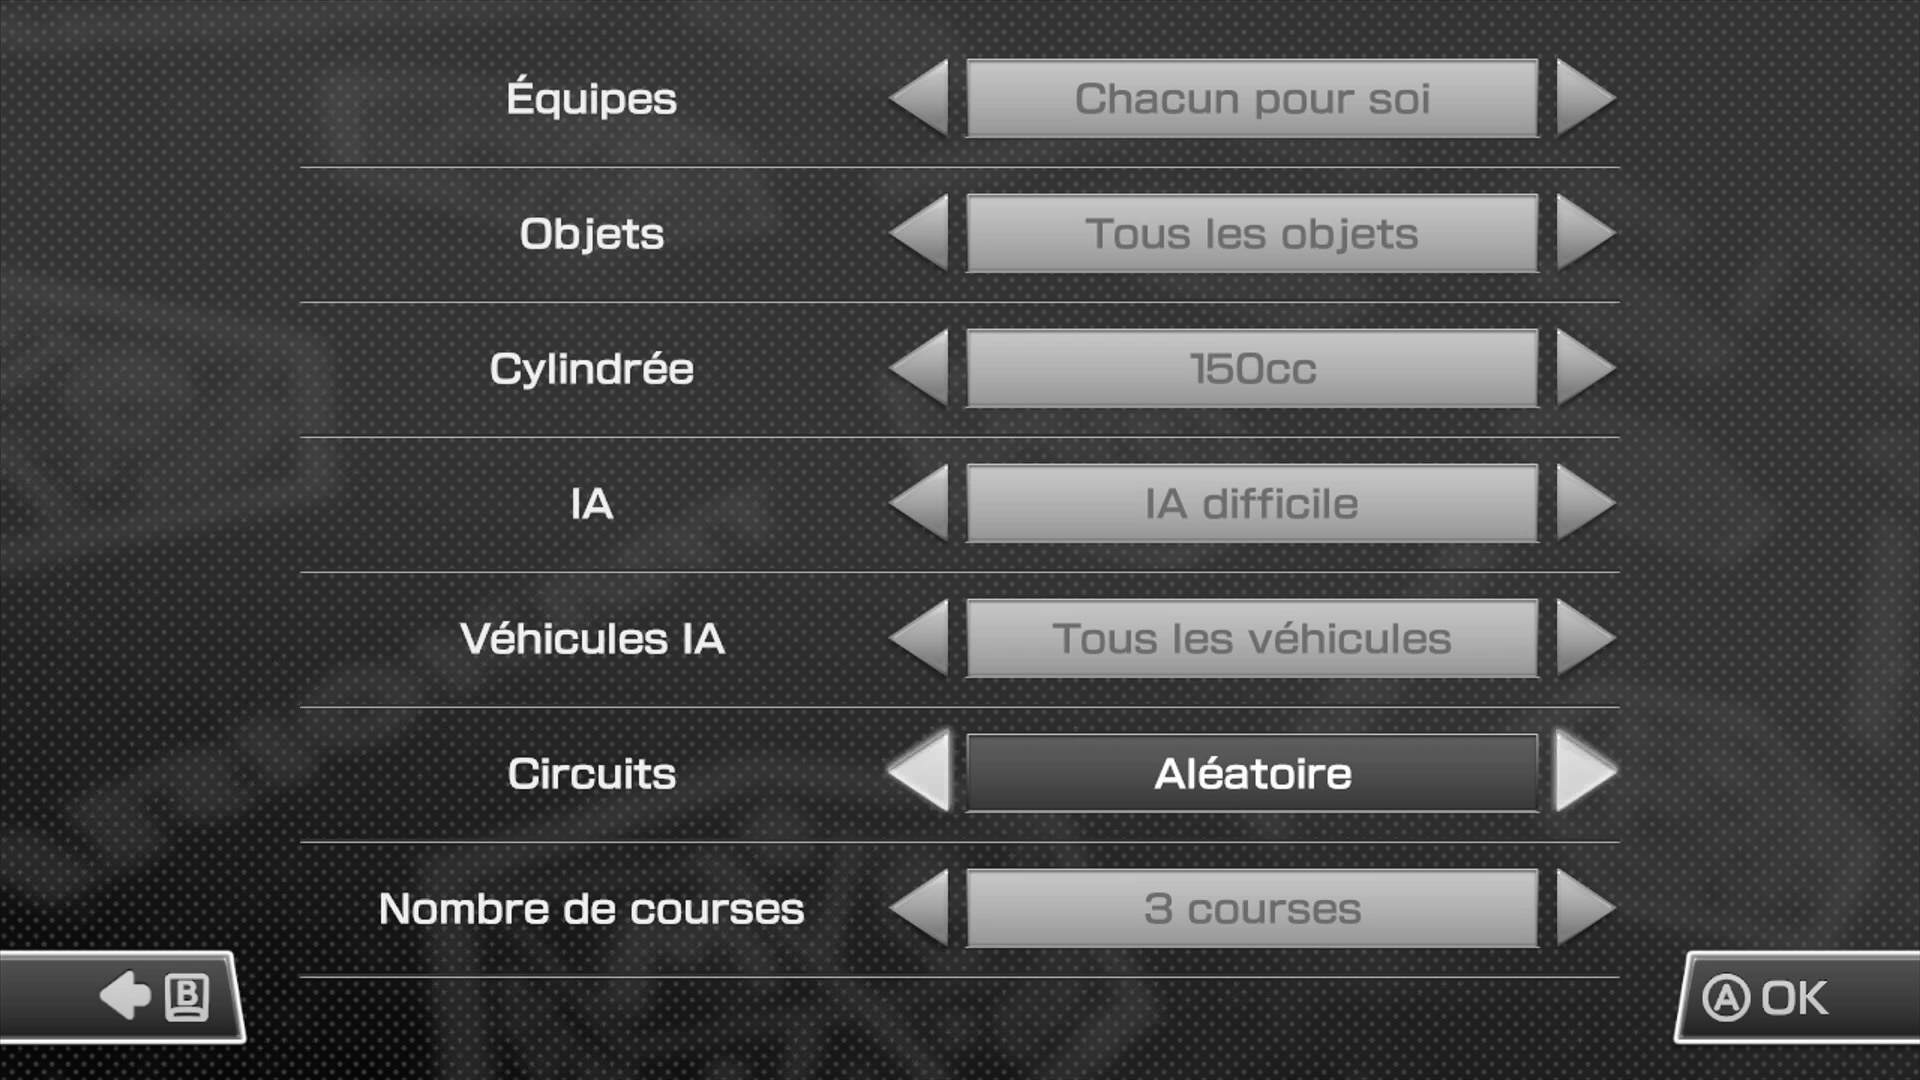 Équipes
Chacun pour soi
Objets
Tous les objets
Cylindrée
150cc
IA
IA difficile
Véhicules IA
Tous les véhicules
Circuits
Aléatoire
Nombre de courses
3 courses
B
A OK